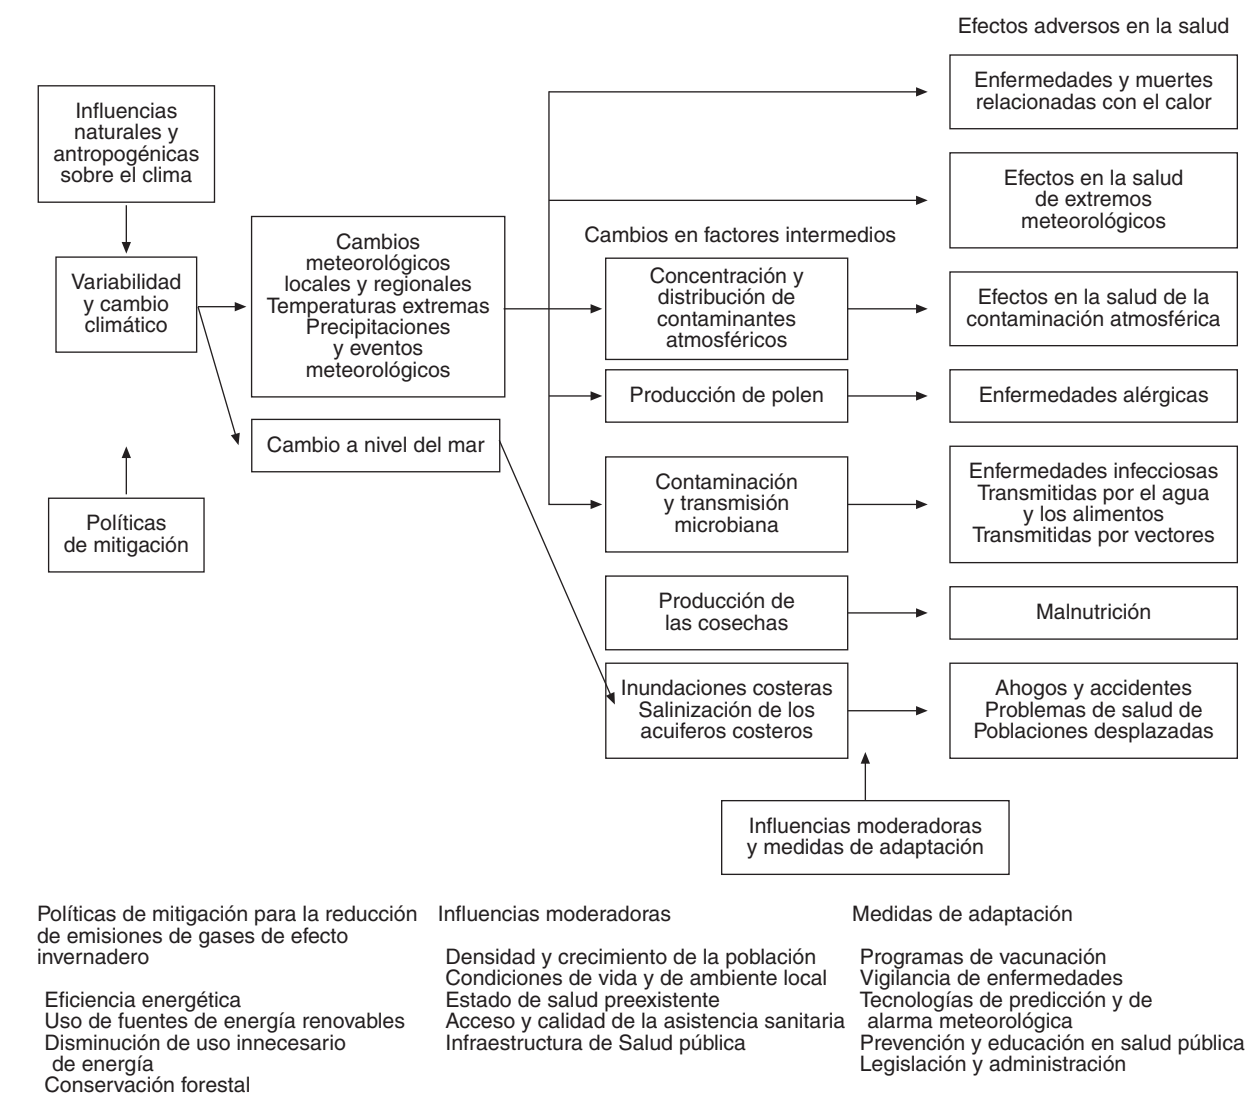 Efectos adversos en la salud
Influencias
naturales y
antropogénicas
sobre el clima
Variabilidad
y cambio
climático
Políticas
de mitigación
Cambios
meteorológicos
locales y regionales
Temperaturas extremas
Precipitaciones
y eventos
meteorológicos
Cambio a nivel del mar
Cambios en factores intermedios
Concentración y
distribución de
contaminantes
atmosféricos
Producción de polen
Contaminación
y transmisión
microbiana
Producción de
las cosechas
Inundaciones costeras
Salinización de los
acuiferos costeros
Enfermedades y muertes
relacionadas con el calor
Efectos en la salud
de extremos
meteorológicos
Efectos en la salud de la
contaminación atmosférica
Enfermedades alérgicas
Enfermedades infecciosas
Transmitidas por el agua
y los alimentos
Transmitidas por vectores
Malnutrición
Ahogos y accidentes
Problemas de salud de
Poblaciones desplazadas
Influencias moderadoras
y medidas de adaptación
Políticas de mitigación para la reducción
de emisiones de gases de efecto
invernadero
Eficiencia energética
Uso de fuentes de energía renovables
Disminución de uso innecesario
de energía
Conservación forestal
Influencias moderadoras
Densidad y crecimiento de la población
Condiciones de vida y de ambiente local
Estado de salud preexistente
Acceso y calidad de la asistencia sanitaria
Infraestructura de Salud pública
Medidas de adaptación
Programas de vacunación
Vigilancia de enfermedades
Tecnologías de predicción y de
alarma meteorológica
Prevención y educación en salud pública
Legislación y administración